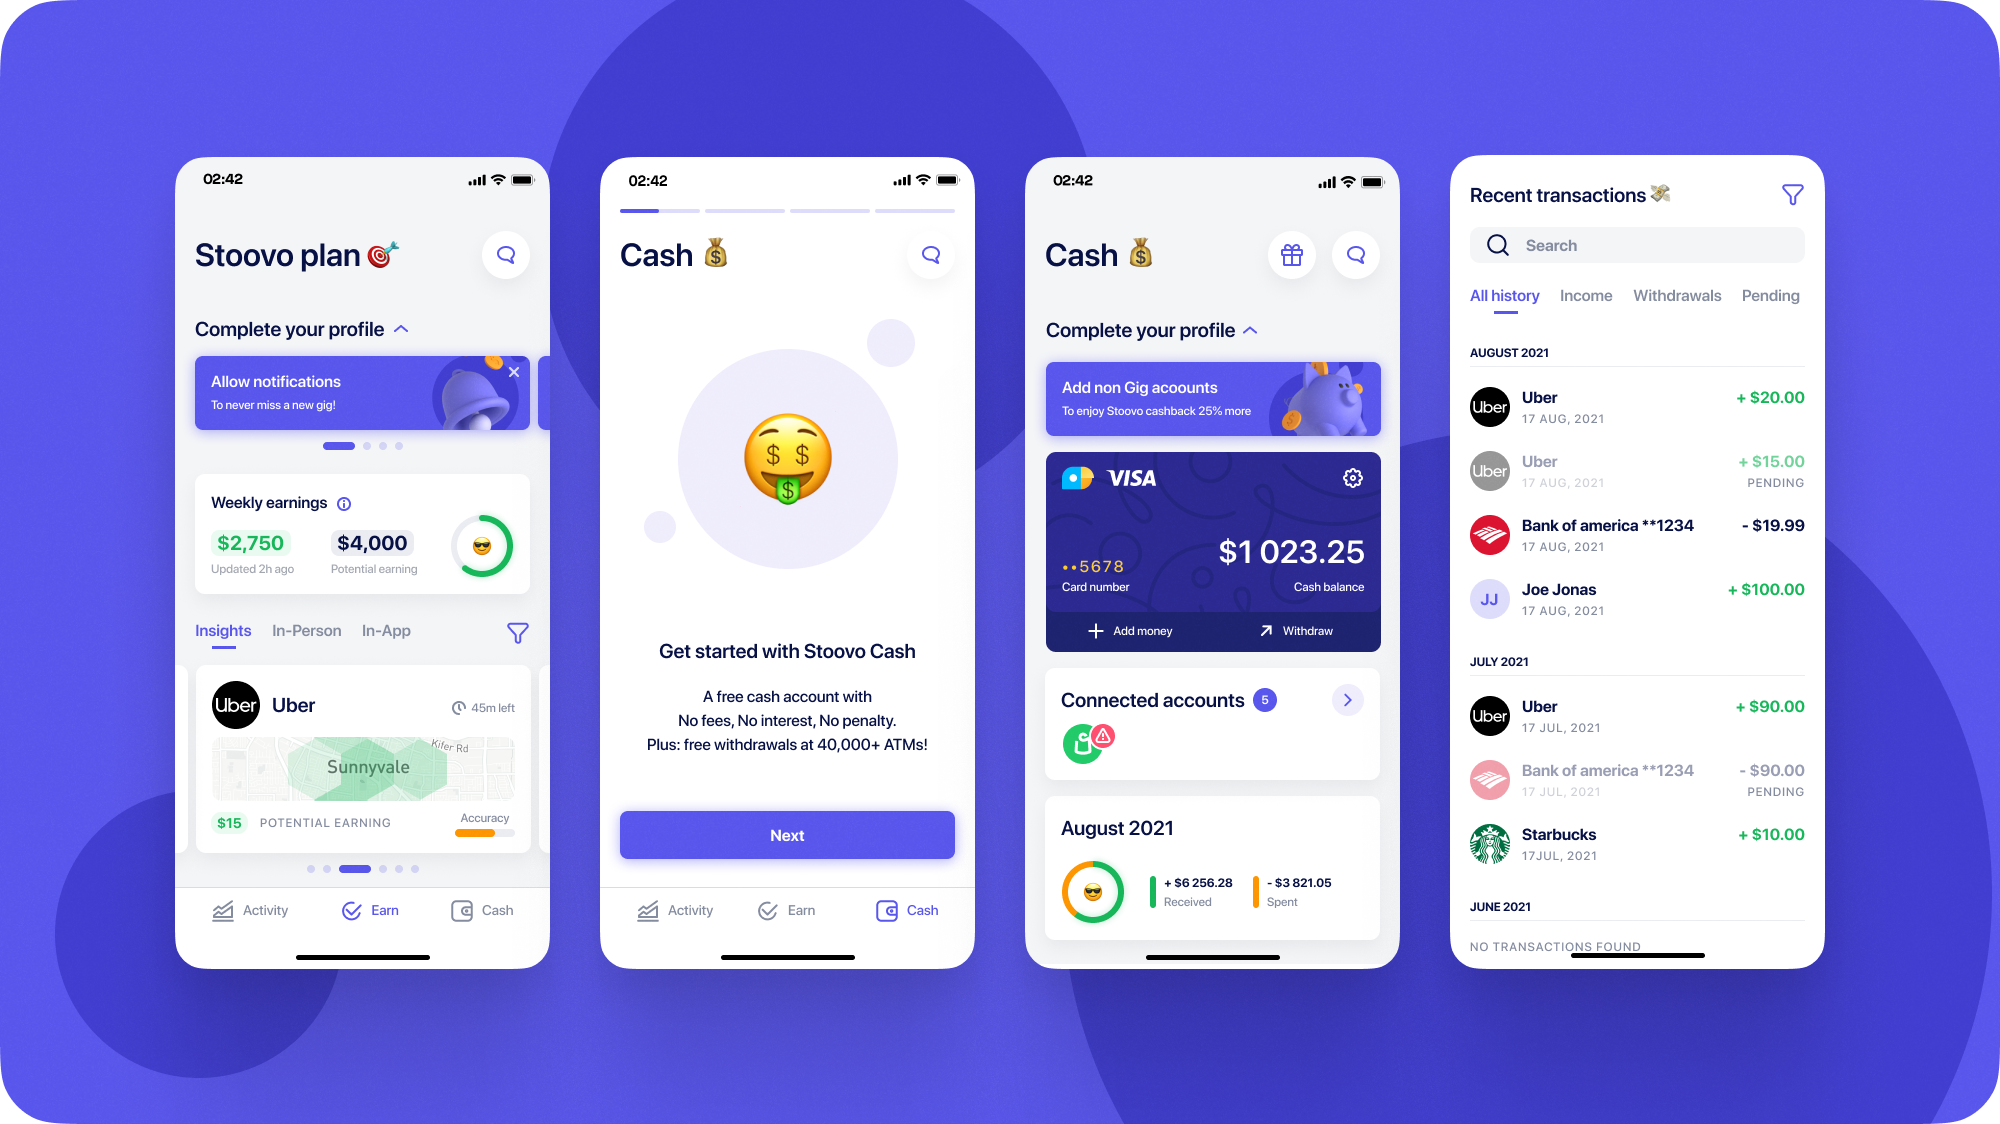 02:42
Stoovo plan
Complete your profile
Allow notifications
To never miss a new gig!
Weekly earnings
$2,750
$4,000
Updated 2h ago
Potential earning
Insights
In-Person
In-App
Uber
Uber
45m left
Kifer Rd
Sunnyvale
$15
POTENTIAL EARNING
Accuracy
Activity
Earn
Cash
02:42
Cash
$
$ $
$
Get started with Stoovo Cash
A free cash account with
No fees, No interest, No penalty.
Plus: free withdrawals at 40,000+ ATMs!
Next
Activity
Earn
Cash
02:42
Cash
$
Complete your profile
Add non Gig acoounts
To enjoy Stoovo cashback 25% more
VISA
$1 023.25
••5678
Card number
Cash balance
Add money
Withdraw
Connected accounts
5
August 2021
+ $6 256.28
Received
- $3 821.05
Spent
Recent transactions
Search
All history
Income
Withdrawals
Pending
AUGUST 2021
Uber
Uber
+ $20.00
17 AUG, 2021
Uber
Uber
+ $15.00
17 AUG, 2021
PENDING
Bank of america **1234
- $19.99
17 AUG, 2021
JJ
Joe Jonas
+ $100.00
17 AUG, 2021
JULY 2021
Uber
Uber
+ $90.00
17 JUL, 2021
Bank of america **1234
- $90.00
17 JUL, 2021
PENDING
Starbucks
+ $10.00
17JUL, 2021
JUNE 2021
NO TRANSACTIONS FOUND